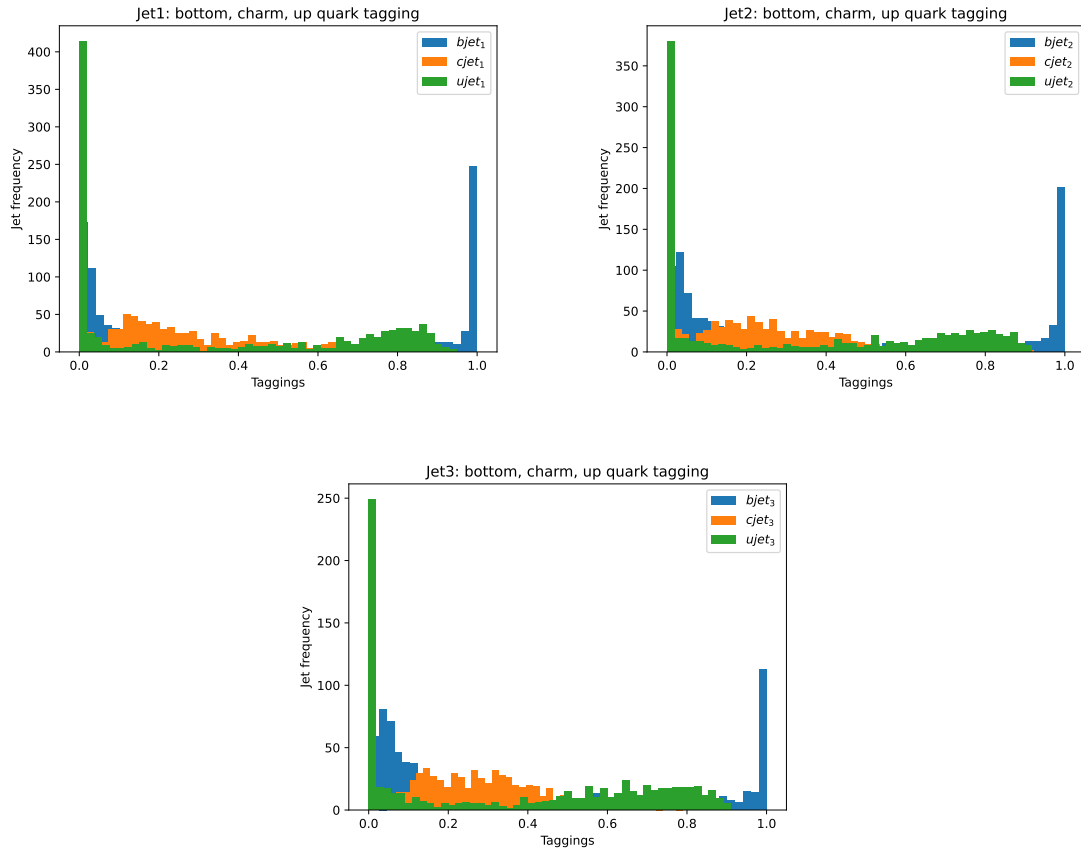 Jet1: bottom, charm, up quark tagging
bjet₁
cjet₁
ujet₁
400
350
300
250
200
150
100
50
0
Jet frequency
0.0 0.2 0.4 0.6 0.8 1.0
Taggings
Jet2: bottom, charm, up quark tagging
bjet₂
cjet₂
ujet₂
350
300
250
200
150
100
50
0
Jet frequency
0.0 0.2 0.4 0.6 0.8 1.0
Taggings
Jet3: bottom, charm, up quark tagging
bjet₃
cjet₃
ujet₃
250
200
150
100
50
0
Jet frequency
0.0 0.2 0.4 0.6 0.8 1.0
Taggings